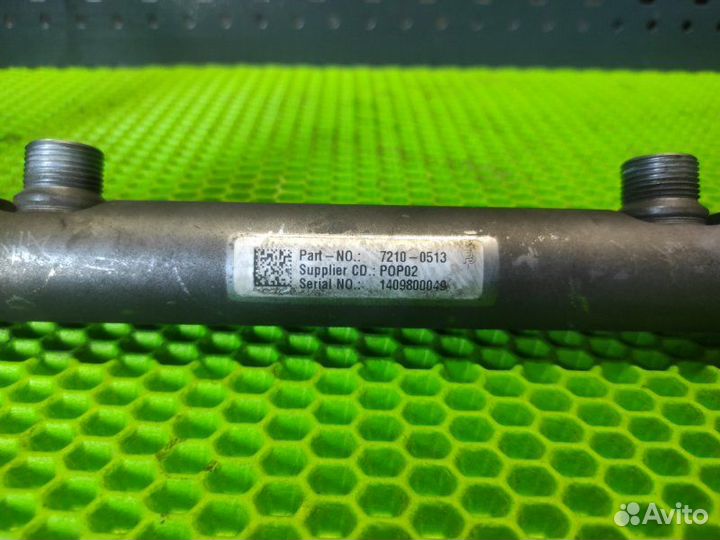 Part-NO.: 7210-0513
Supplier CD.: POP02
Serial NO.: 1409800049
Avito